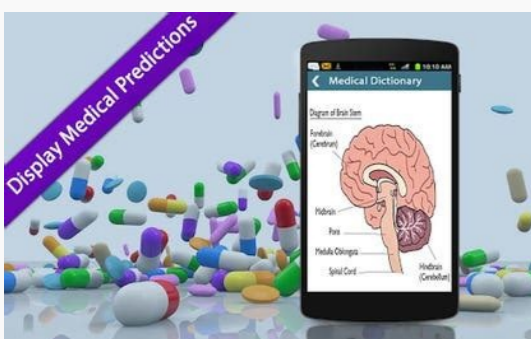 Display Medical Predictions
10:10 AM
Medical Dictionary
Diagram of Brain Stem
Forebrain
(Cerebrum)
Midbrain
Pons
Medulla Oblongata
Spinal Cord
Hindbrain
(Cerebellum)